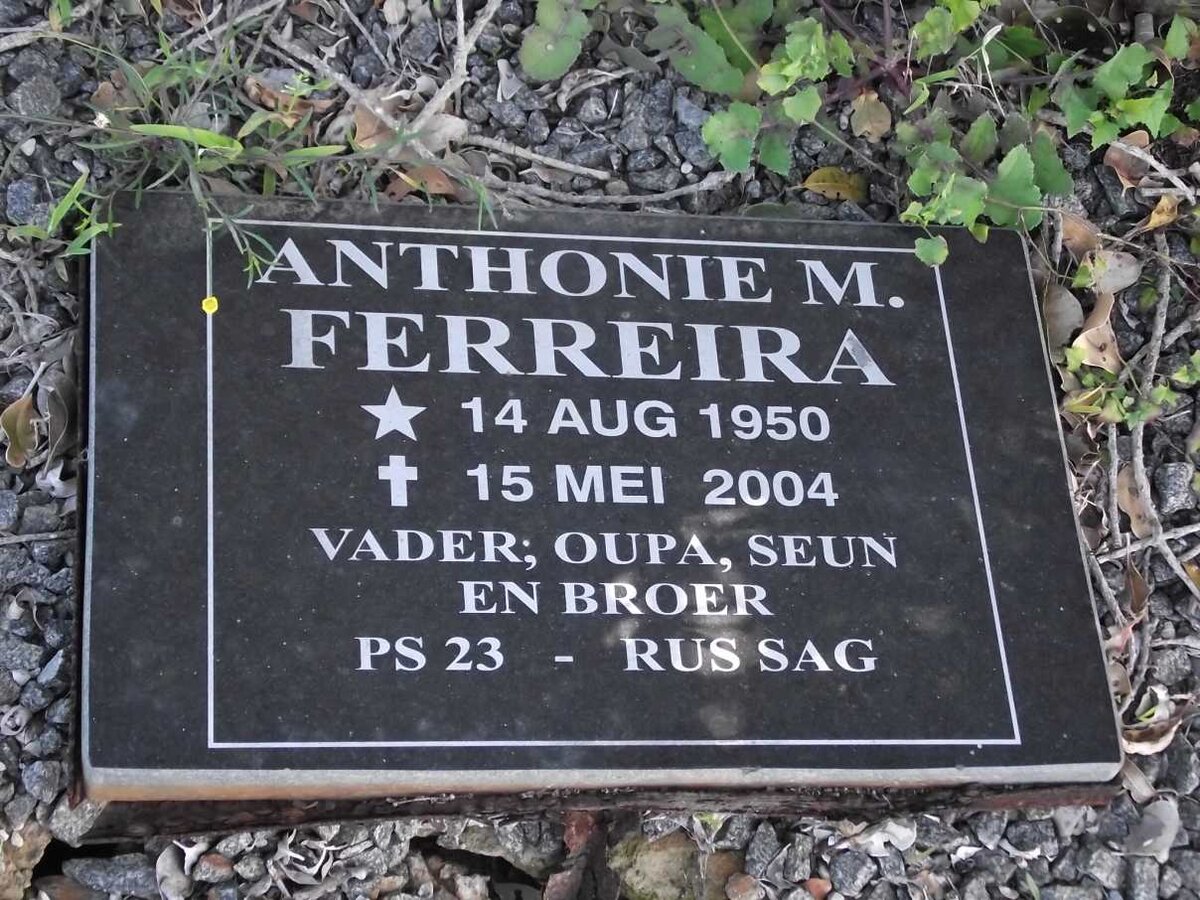 ANTHONIE M.
FERREIRA
14 AUG 1950
15 MEI 2004
VADER; OUPA, SEUN
EN BROER
PS 23 - RUS SAG